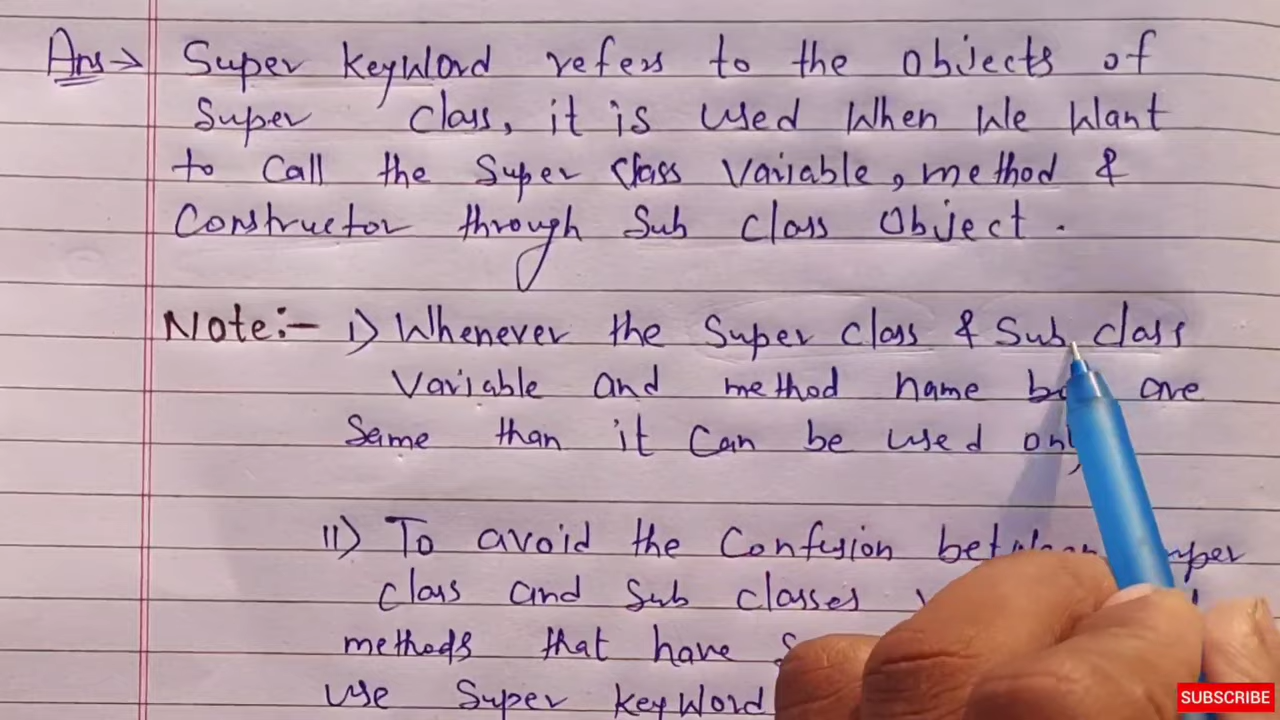 Ans → Super keyword refers to the objects of
Super class, it is used when we want
to call the super class variable, method &
Constructor through sub class object.
Note:- i) Whenever the super class & sub class
variable and method name are
same than it can be used only
ii) To avoid the confusion between
class and sub classes
methods that have
use super keyword
SUBSCRIBE